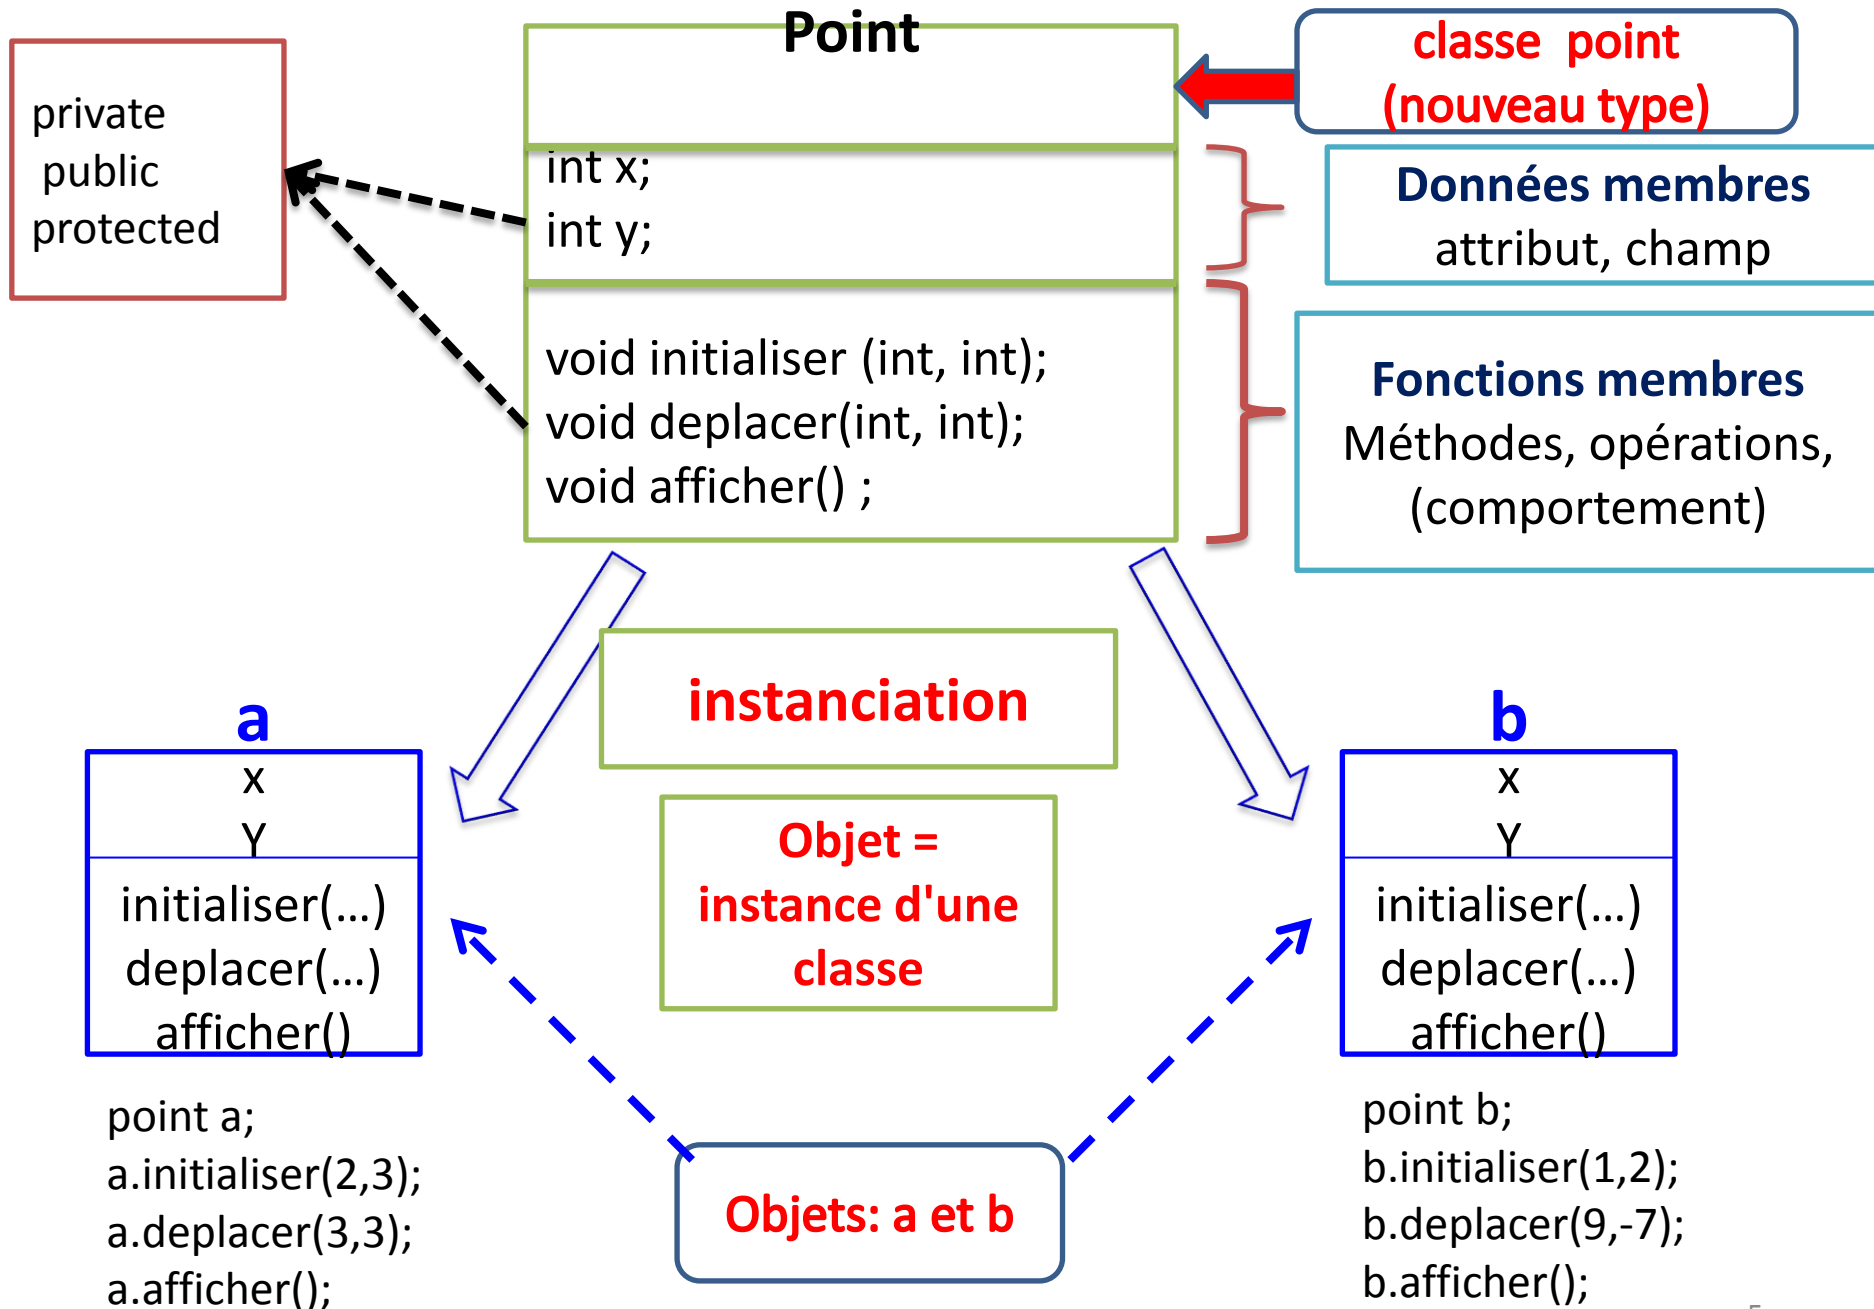 Point
classe point
(nouveau type)
private
public
protected
int x;
int y;
Données membres
attribut, champ
void initialiser (int, int);
void deplacer(int, int);
void afficher() ;
Fonctions membres
Méthodes, opérations,
(comportement)
instanciation
a
x
Y
initialiser(...)
deplacer(...)
afficher()
Objet =
instance d'une
classe
b
x
Y
initialiser(...)
deplacer(...)
afficher()
point a;
a.initialiser(2,3);
a.deplacer(3,3);
a.afficher();
Objets: a et b
point b;
b.initialiser(1,2);
b.deplacer(9,-7);
b.afficher();